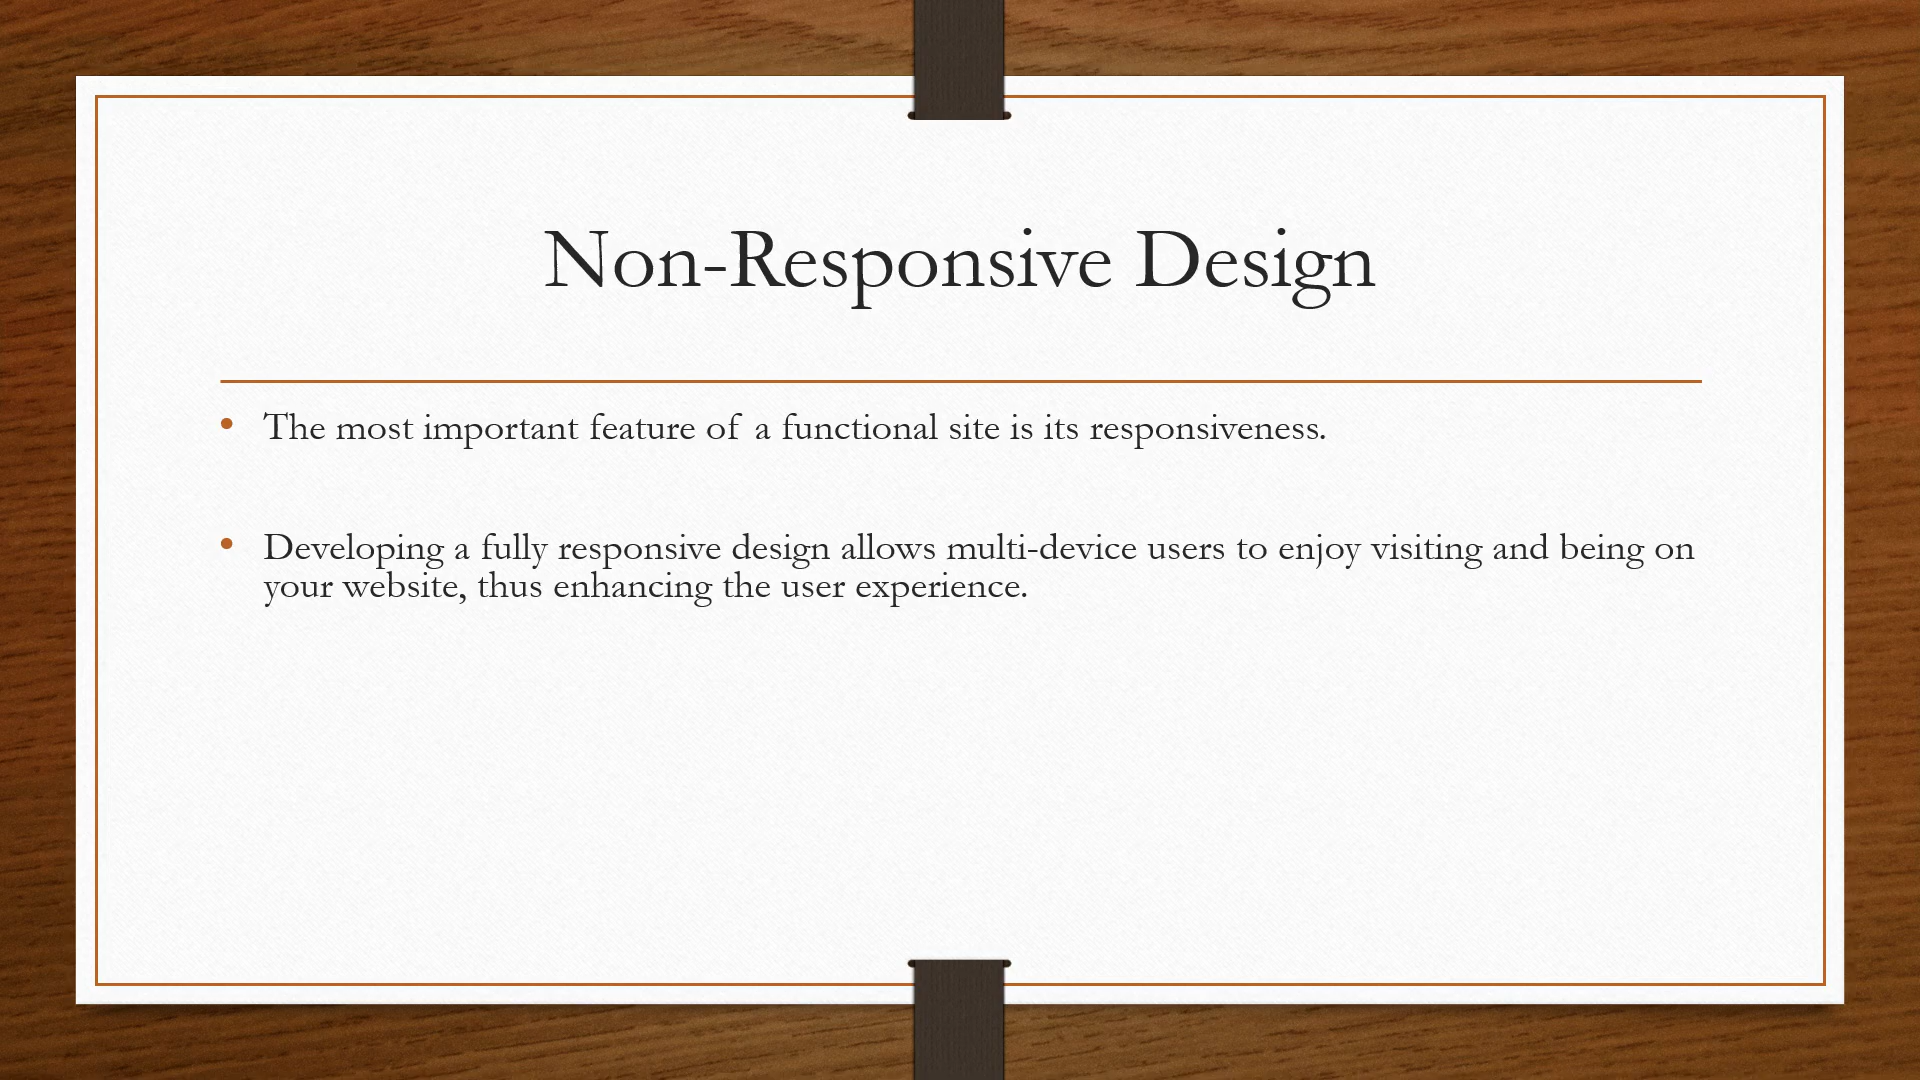 Non-Responsive Design
• The most important feature of a functional site is its responsiveness.
• Developing a fully responsive design allows multi-device users to enjoy visiting and being on
your website, thus enhancing the user experience.